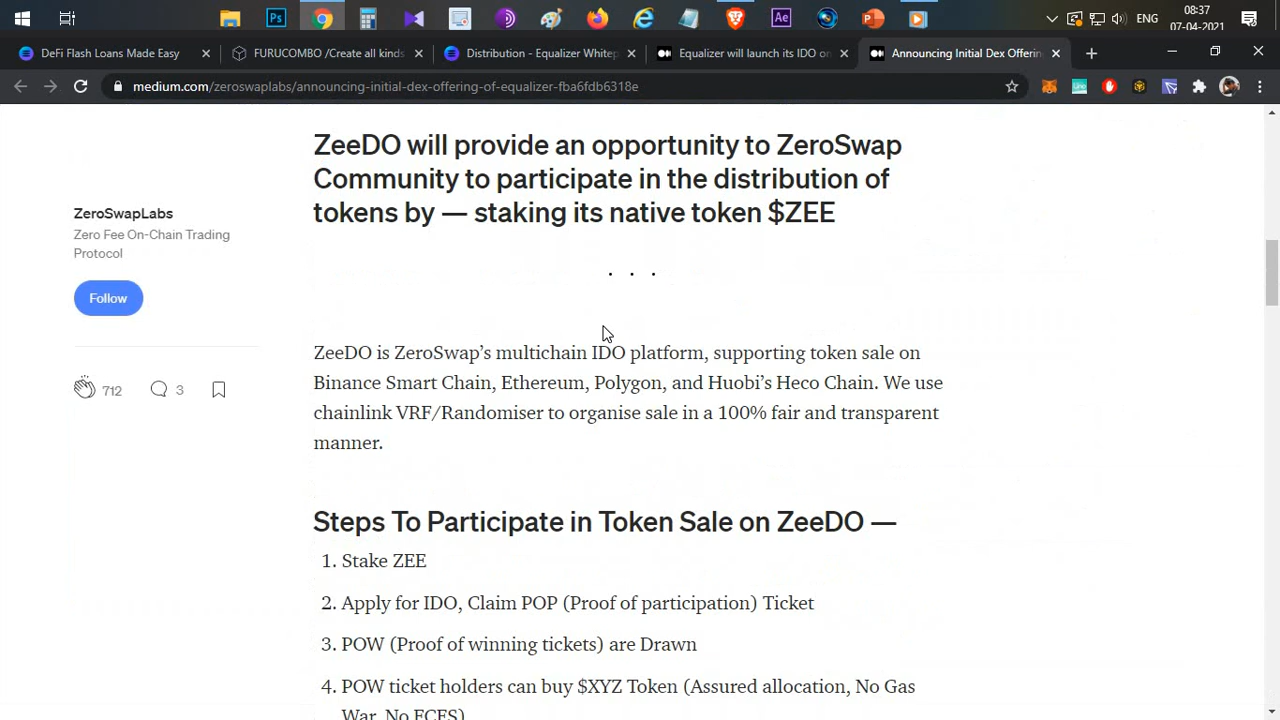 08:37
ENG
07-04-2021
DeFi Flash Loans Made Easy
FURUCOMBO /Create all kinds
Distribution - Equalizer Whitep
Equalizer will launch its IDO on
Announcing Initial Dex Offerin
medium.com/zeroswaplabs/announcing-initial-dex-offering-of-equalizer-fba6fdb6318e
ZeeDO will provide an opportunity to ZeroSwap
Community to participate in the distribution of
tokens by — staking its native token $ZEE
ZeroSwapLabs
Zero Fee On-Chain Trading
Protocol
Follow
712
3
. . .
ZeeDO is ZeroSwap’s multichain IDO platform, supporting token sale on
Binance Smart Chain, Ethereum, Polygon, and Huobi’s Heco Chain. We use
chainlink VRF/Randomiser to organise sale in a 100% fair and transparent
manner.
Steps To Participate in Token Sale on ZeeDO —
1. Stake ZEE
2. Apply for IDO, Claim POP (Proof of participation) Ticket
3. POW (Proof of winning tickets) are Drawn
4. POW ticket holders can buy $XYZ Token (Assured allocation, No Gas
War, No FCFS)